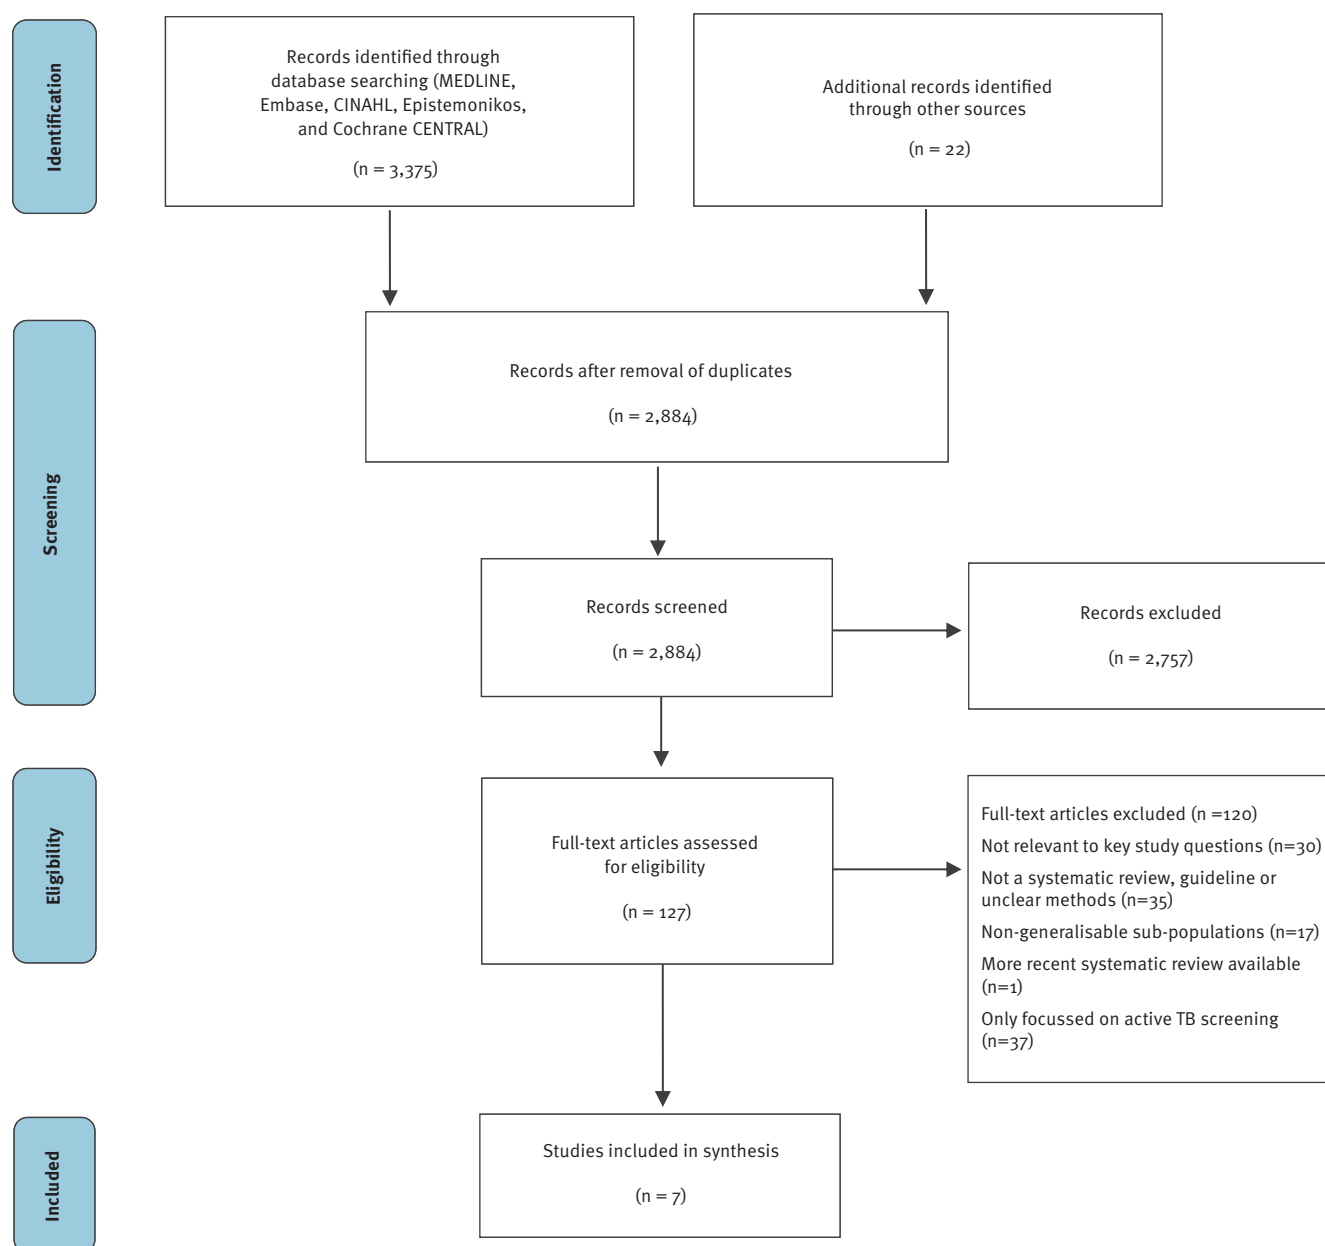 Identification
Records identified through
database searching (MEDLINE,
Embase, CINAHL, Epistemonikos,
and Cochrane CENTRAL)
(n = 3,375)
Additional records identified
through other sources
(n = 22)
Screening
Records after removal of duplicates
(n = 2,884)
Records screened
(n = 2,884)
Records excluded
(n = 2,757)
Eligibility
Full-text articles assessed
for eligibility
(n = 127)
Full-text articles excluded (n =120)
Not relevant to key study questions (n=30)
Not a systematic review, guideline or
unclear methods (n=35)
Non-generalisable sub-populations (n=17)
More recent systematic review available
(n=1)
Only focussed on active TB screening
(n=37)
Included
Studies included in synthesis
(n = 7)